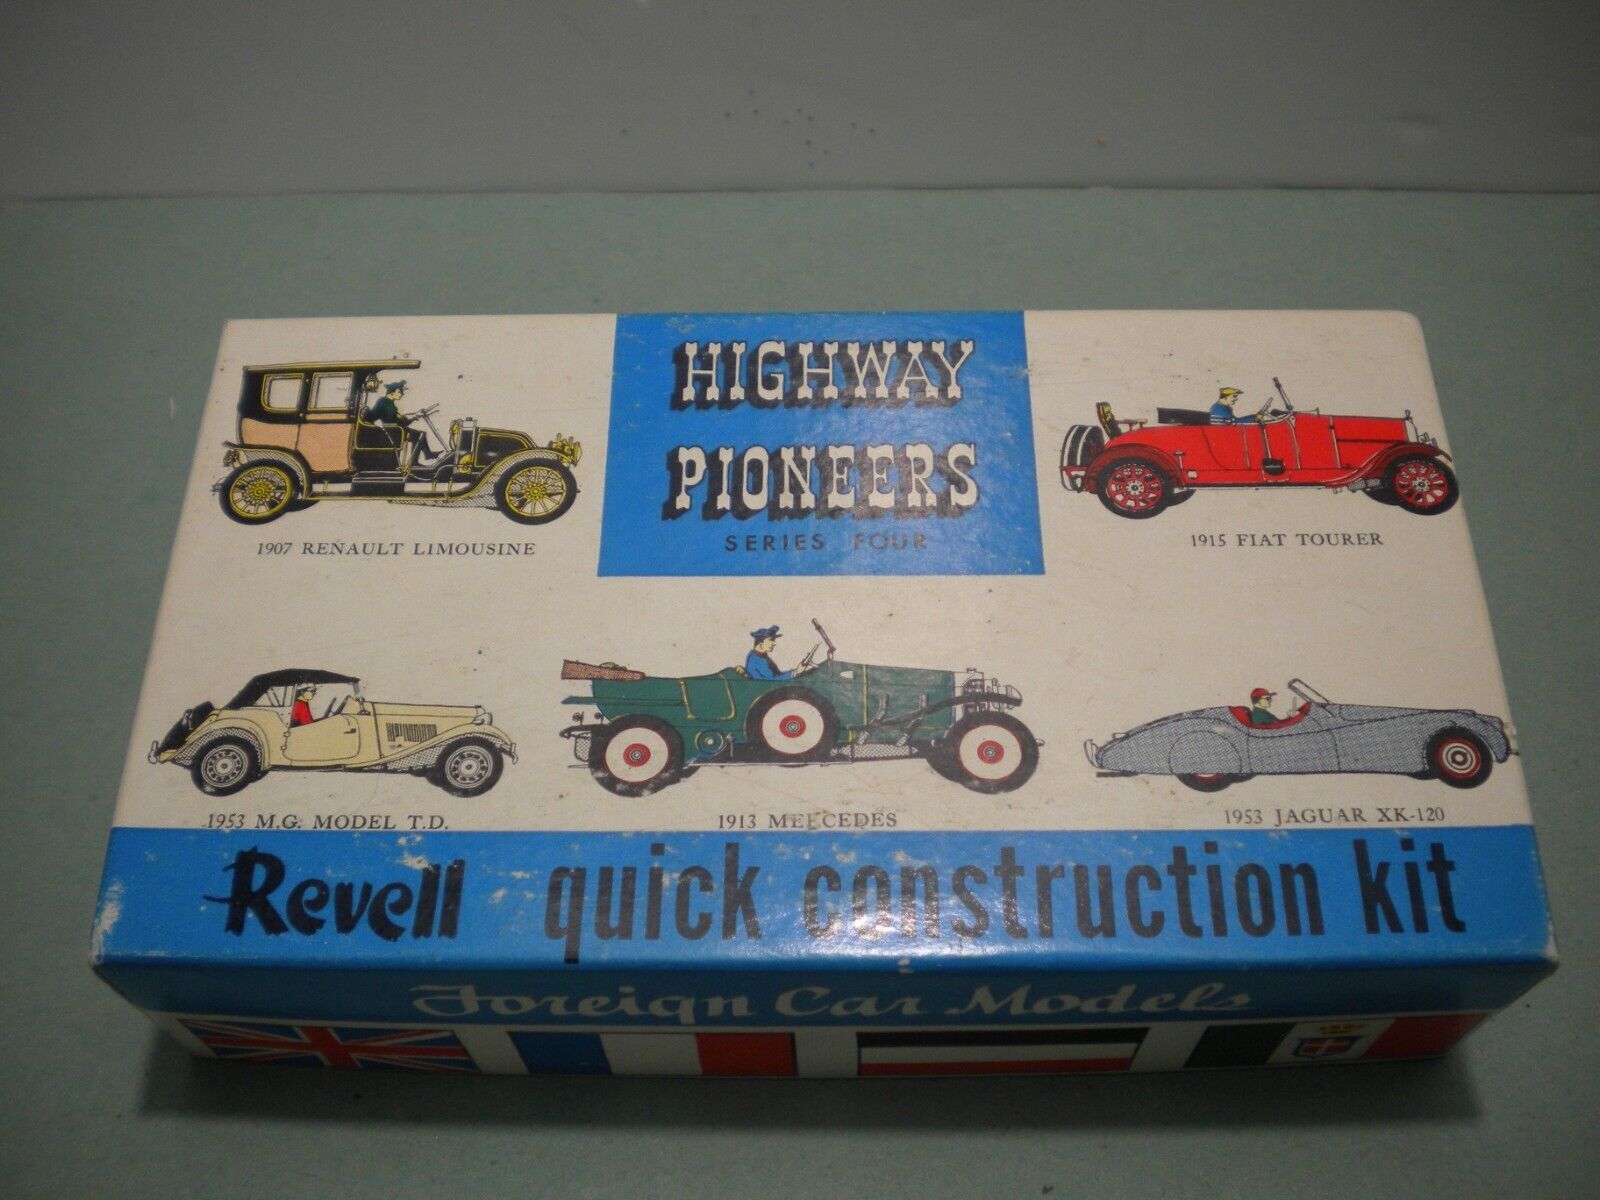 HIGHWAY
PIONEERS
SERIES FOUR
1907 RENAULT LIMOUSINE
1915 FIAT TOURER
1953 M.G. MODEL T.D.
1913 MERCEDES
1953 JAGUAR XK-120
Revell quick construction kit
Foreign Car Models